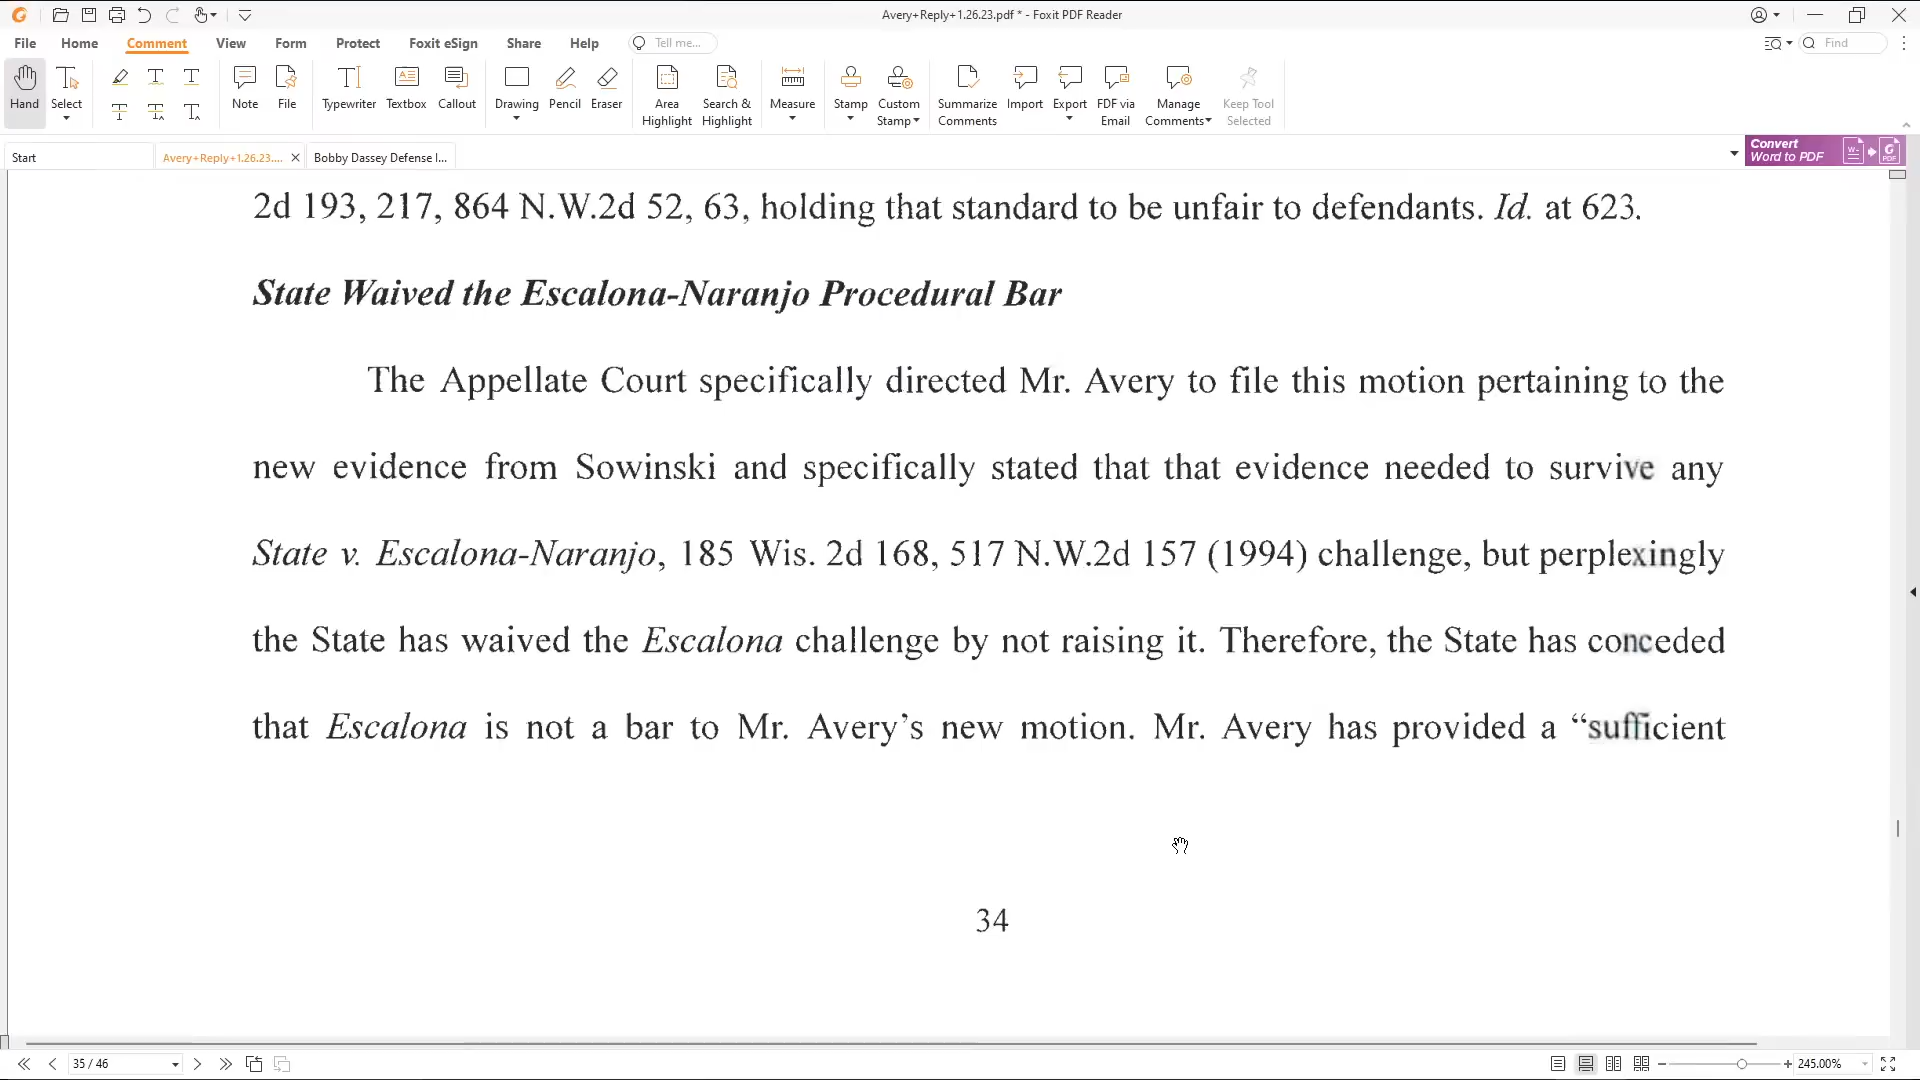 Avery+Reply+1.26.23.pdf * - Foxit PDF Reader
File Home Comment View Form Protect Foxit eSign Share Help Tell me... Find
Hand Select Note File Typewriter Textbox Callout Drawing Pencil Eraser Area Highlight Search & Highlight Measure Stamp Custom Stamp Summarize Comments Import Export FDF via Email Manage Comments Keep Tool Selected
Start Avery+Reply+1.26.23.... Bobby Dassey Defense I...
Convert
Word to PDF
2d 193, 217, 864 N.W.2d 52, 63, holding that standard to be unfair to defendants. Id. at 623.
State Waived the Escalona-Naranjo Procedural Bar
The Appellate Court specifically directed Mr. Avery to file this motion pertaining to the
new evidence from Sowinski and specifically stated that that evidence needed to survive any
State v. Escalona-Naranjo, 185 Wis. 2d 168, 517 N.W.2d 157 (1994) challenge, but perplexingly
the State has waived the Escalona challenge by not raising it. Therefore, the State has conceded
that Escalona is not a bar to Mr. Avery’s new motion. Mr. Avery has provided a “sufficient
34
35 / 46 245.00%